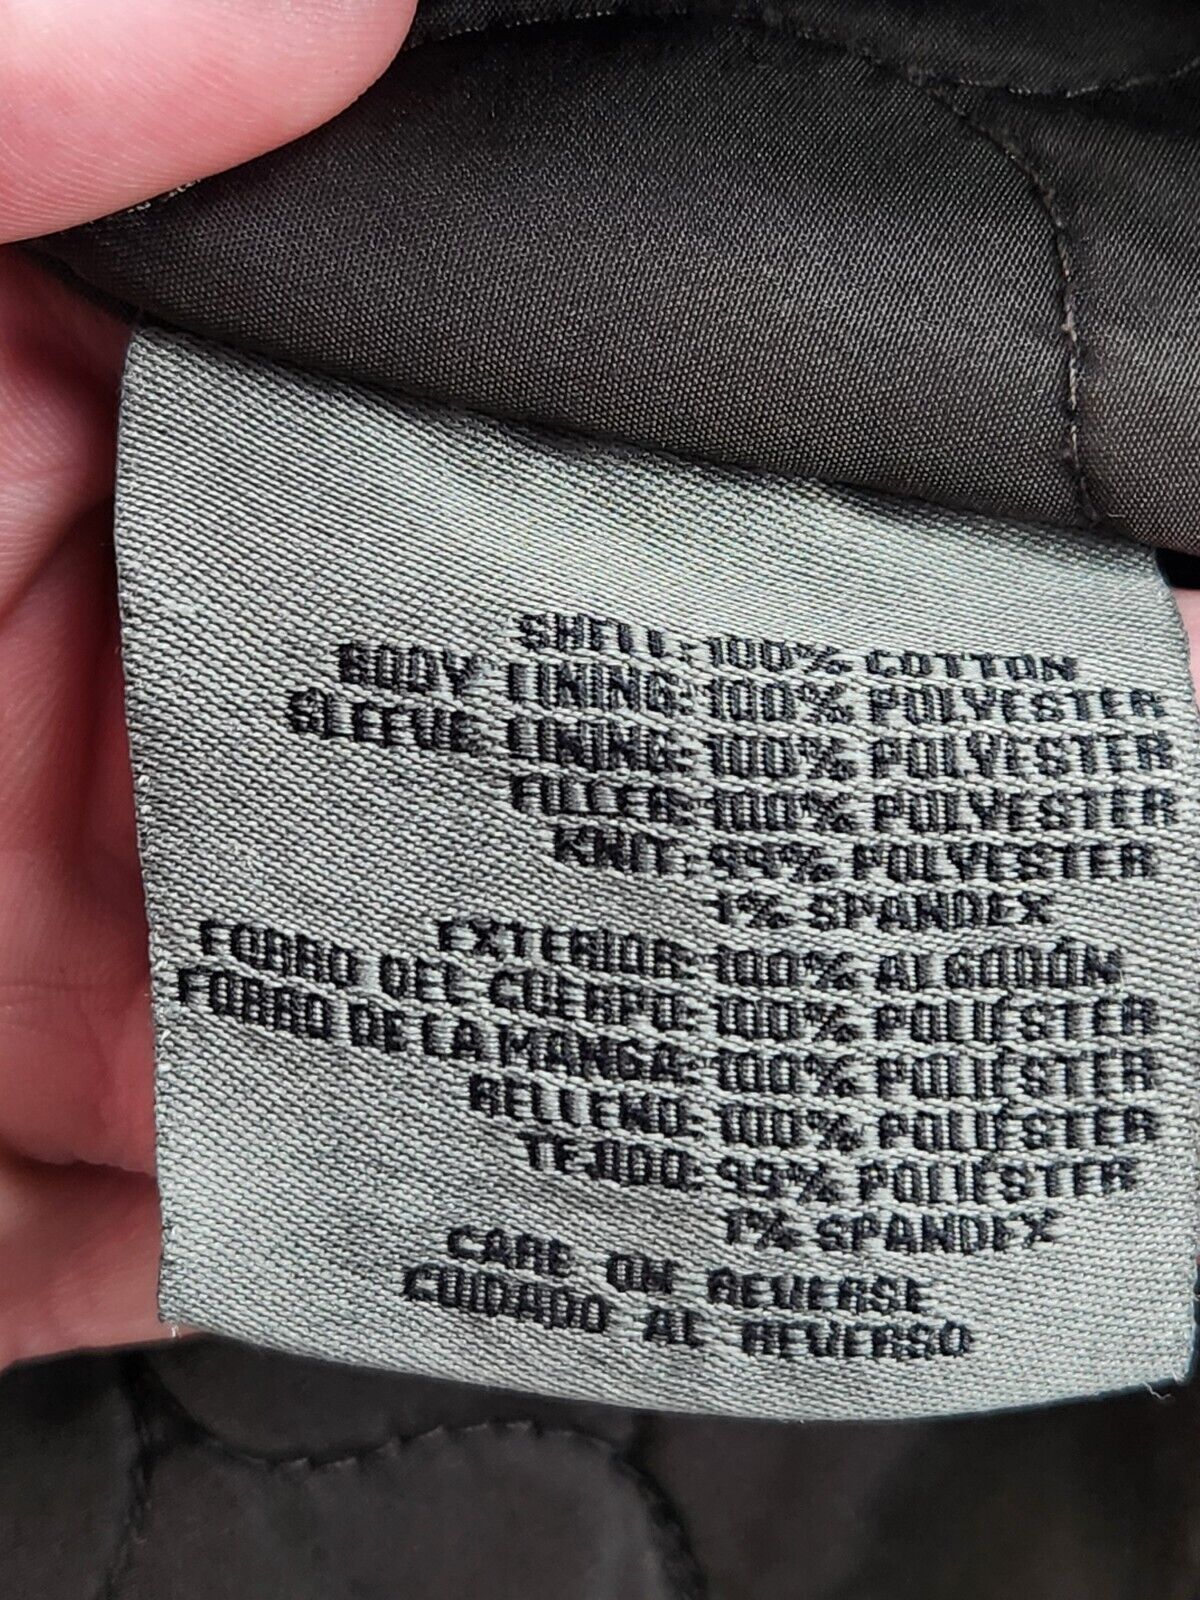 SHELL: 100% COTTON
BODY LINING: 100% POLYESTER
SLEEVE LINING: 100% POLYESTER
FILLER: 100% POLYESTER
KNIT: 99% POLYESTER
1% SPANDEX
EXTERIOR: 100% ALGODÓN
FORRO DEL CUERPO: 100% POLIÉSTER
FORRO DE LA MANGA: 100% POLIÉSTER
RELLENO: 100% POLIÉSTER
TEJIDO: 99% POLIÉSTER
1% SPANDEX
CARE ON REVERSE
CUIDADO AL REVERSO